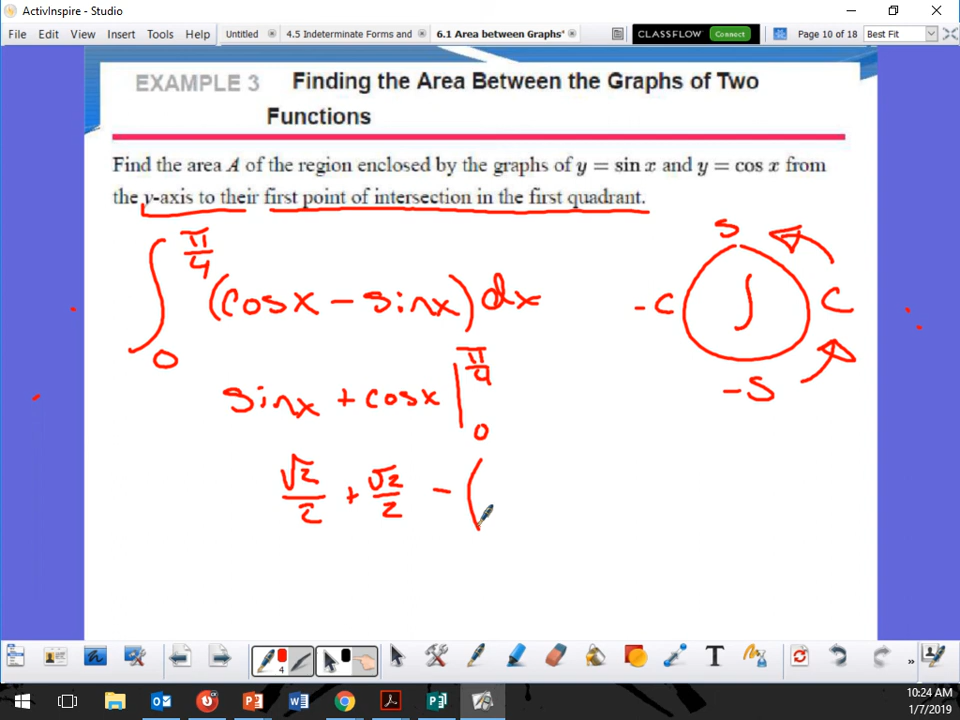 ActivInspire - Studio
File Edit View Insert Tools Help Untitled 4.5 Indeterminate Forms and 6.1 Area between Graphs' CLASSFLOW Connect Page 10 of 18 Best Fit
EXAMPLE 3 Finding the Area Between the Graphs of Two
Functions
Find the area A of the region enclosed by the graphs of y = sin x and y = cos x from
the y-axis to their first point of intersection in the first quadrant.
∫₀^(π/4) (cosx − sinx) dx
S
-C ∫ C
-S
sinx + cosx |₀^(π/4)
√2/2 + √2/2 − (
4
T
10:24 AM
1/7/2019